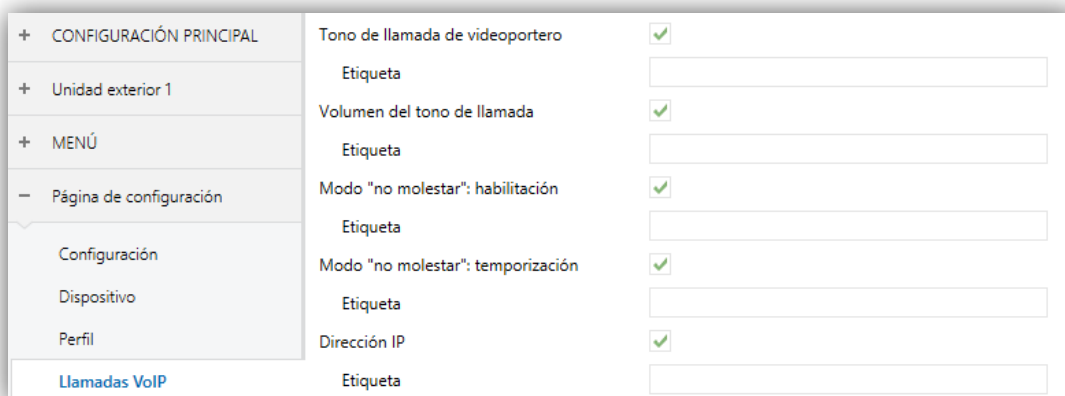 + CONFIGURACIÓN PRINCIPAL
+ Unidad exterior 1
+ MENÚ
− Página de configuración
Configuración
Dispositivo
Perfil
Llamadas VoIP
Tono de llamada de videoportero
Etiqueta
Volumen del tono de llamada
Etiqueta
Modo "no molestar": habilitación
Etiqueta
Modo "no molestar": temporización
Etiqueta
Dirección IP
Etiqueta